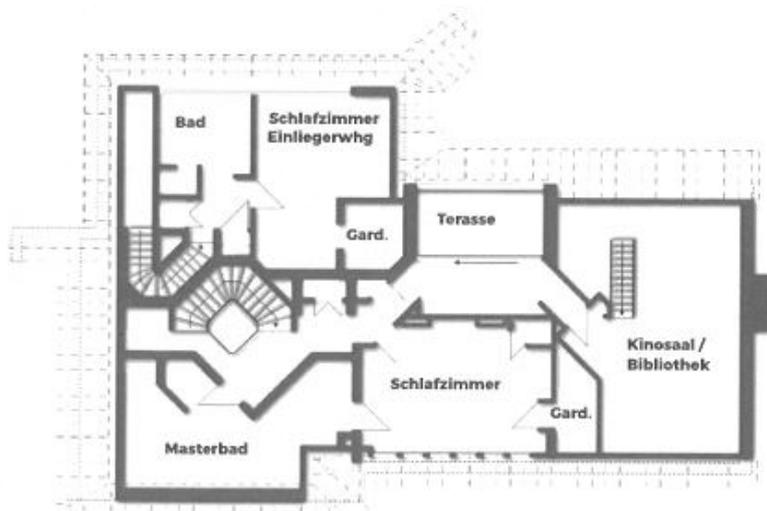 Bad
Schlafzimmer
Einliegerwhg
Gard.
Terasse
Kinosaal /
Bibliothek
Schlafzimmer
Gard.
Masterbad